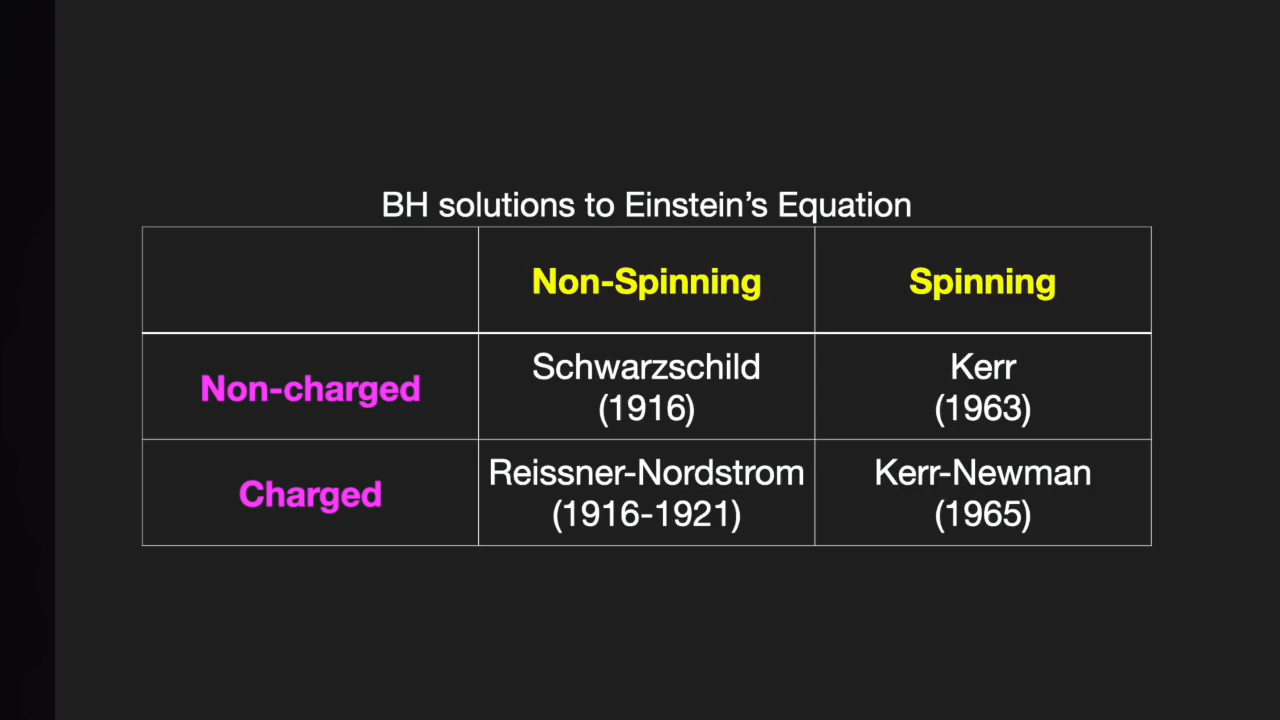 BH solutions to Einstein’s Equation
Non-Spinning
Spinning
Non-charged
Schwarzschild
(1916)
Kerr
(1963)
Charged
Reissner-Nordstrom
(1916-1921)
Kerr-Newman
(1965)